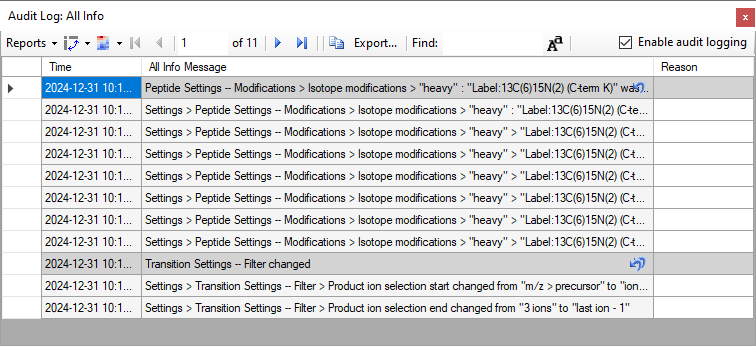 Audit Log: All Info
Reports 1 of 11 Export... Find: Enable audit logging
Time All Info Message Reason
2024-12-31 10:1... Peptide Settings -- Modifications > Isotope modifications > "heavy" : "Label:13C(6)15N(2) (C-term K)" was...
2024-12-31 10:1... Settings > Peptide Settings -- Modifications > Isotope modifications > "heavy" : "Label:13C(6)15N(2) (C-te...
2024-12-31 10:1... Settings > Peptide Settings -- Modifications > Isotope modifications > "heavy" > "Label:13C(6)15N(2) (C-t...
2024-12-31 10:1... Settings > Peptide Settings -- Modifications > Isotope modifications > "heavy" > "Label:13C(6)15N(2) (C-t...
2024-12-31 10:1... Settings > Peptide Settings -- Modifications > Isotope modifications > "heavy" > "Label:13C(6)15N(2) (C-t...
2024-12-31 10:1... Settings > Peptide Settings -- Modifications > Isotope modifications > "heavy" > "Label:13C(6)15N(2) (C-t...
2024-12-31 10:1... Settings > Peptide Settings -- Modifications > Isotope modifications > "heavy" > "Label:13C(6)15N(2) (C-t...
2024-12-31 10:1... Settings > Peptide Settings -- Modifications > Isotope modifications > "heavy" > "Label:13C(6)15N(2) (C-t...
2024-12-31 10:1... Transition Settings -- Filter changed
2024-12-31 10:1... Settings > Transition Settings -- Filter > Product ion selection start changed from "m/z > precursor" to "ion...
2024-12-31 10:1... Settings > Transition Settings -- Filter > Product ion selection end changed from "3 ions" to "last ion - 1"